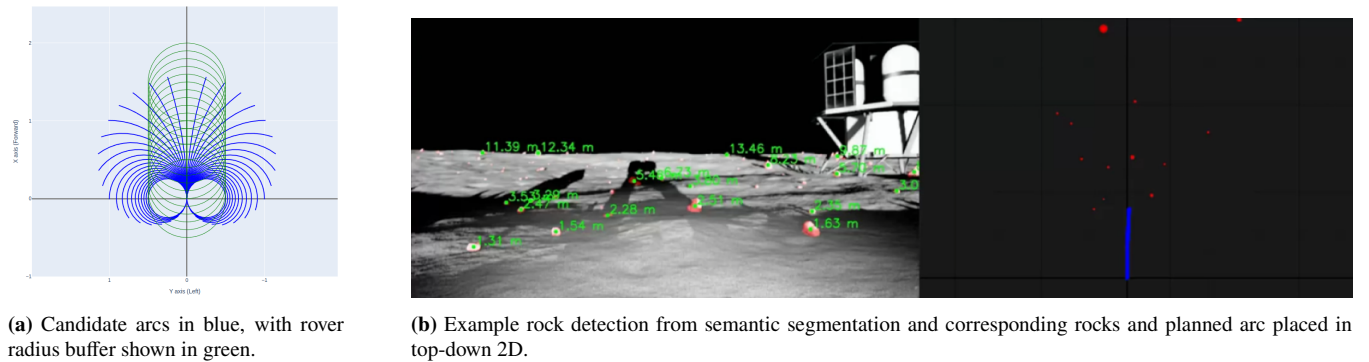 2
1
0
−1
1
0
−1
X axis (Forward)
Y axis (Left)
11.39 m
12.34 m
13.46 m
2.28 m
1.54 m
1.31 m
1.63 m
(a) Candidate arcs in blue, with rover
radius buffer shown in green.
(b) Example rock detection from semantic segmentation and corresponding rocks and planned arc placed in
top-down 2D.